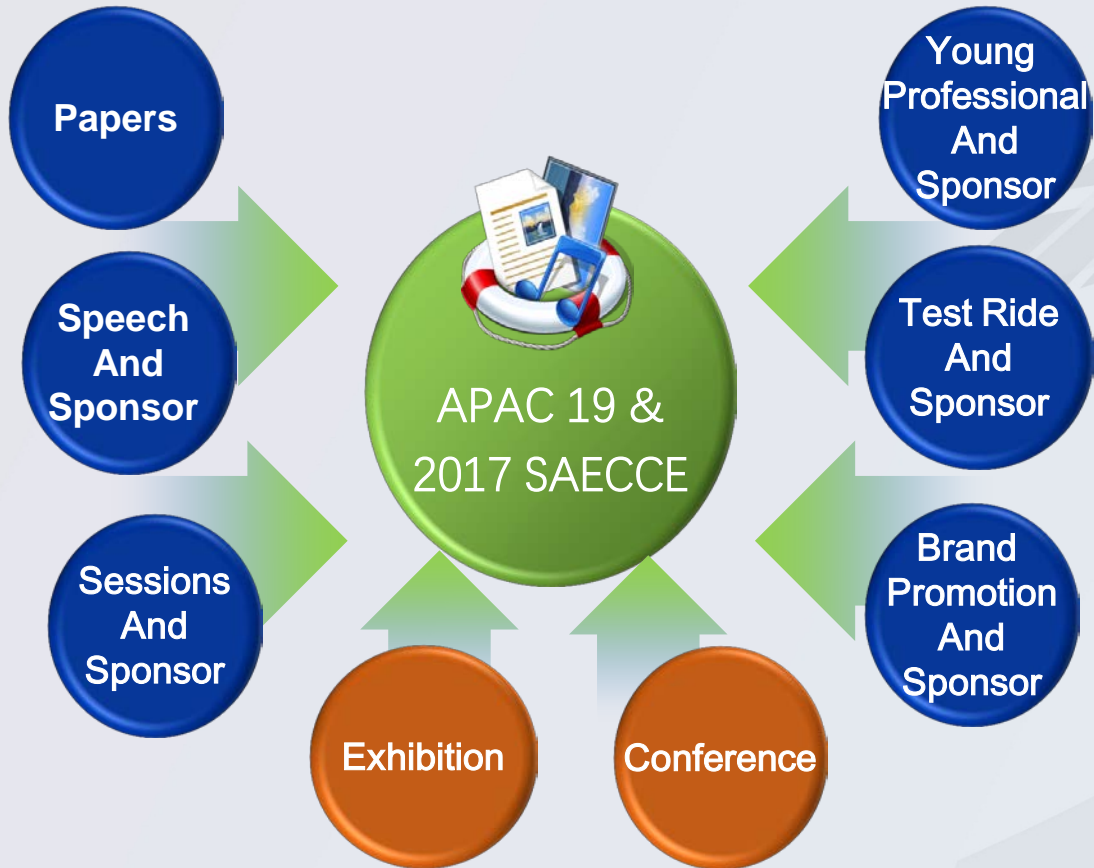 Papers
Speech
And
Sponsor
Sessions
And
Sponsor
APAC 19 &
2017 SAECCE
Young
Professional
And
Sponsor
Test Ride
And
Sponsor
Brand
Promotion
And
Sponsor
Exhibition
Conference